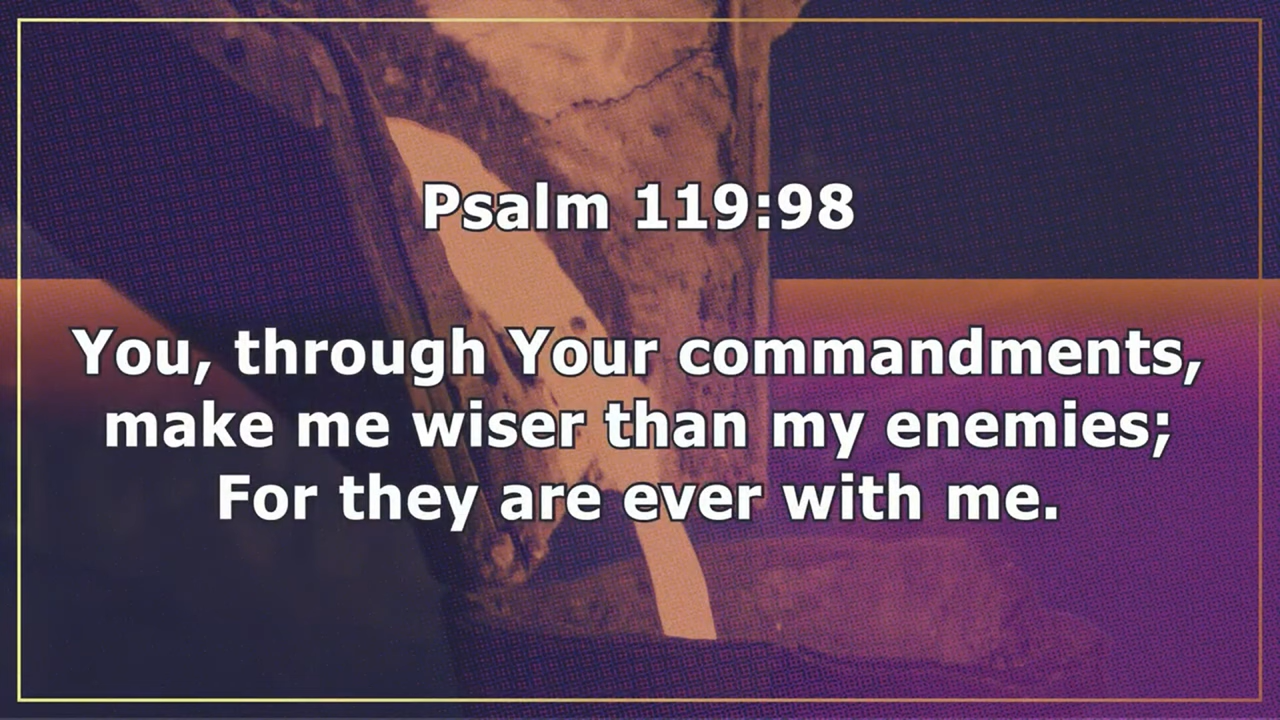 Psalm 119:98
You, through Your commandments,
make me wiser than my enemies;
For they are ever with me.